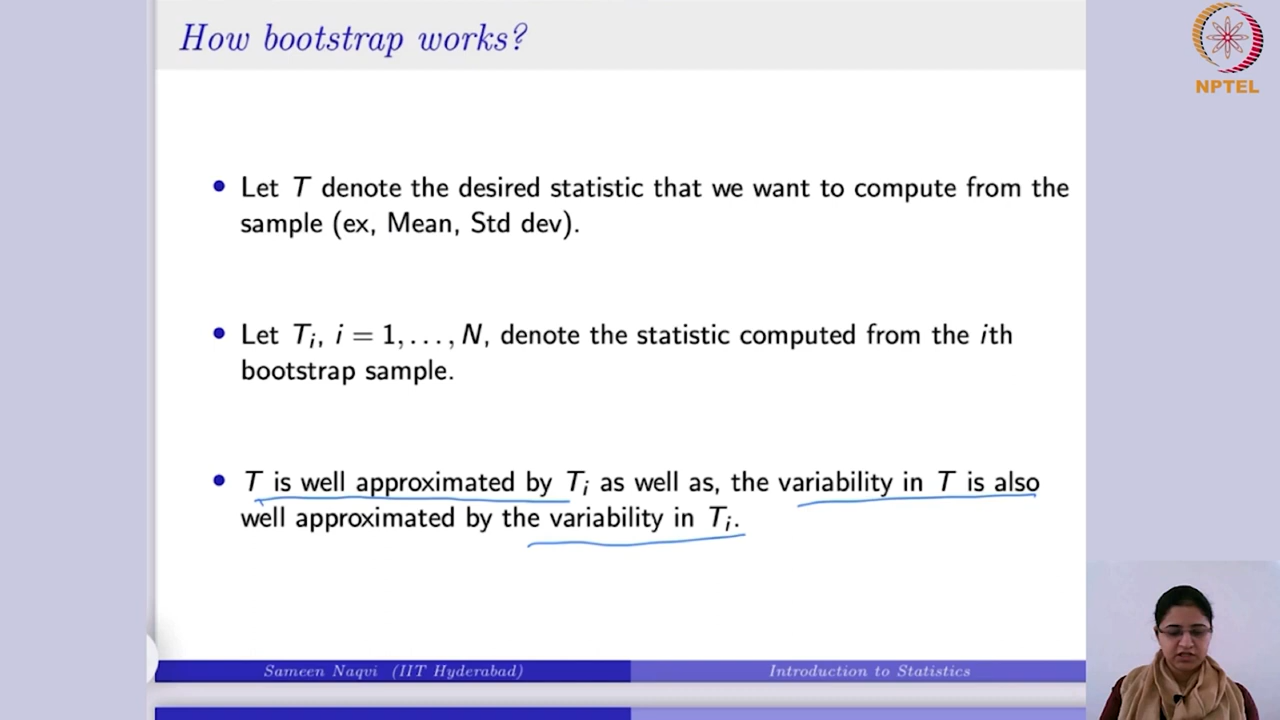 How bootstrap works?
NPTEL
• Let T denote the desired statistic that we want to compute from the
sample (ex, Mean, Std dev).
• Let Tᵢ, i = 1, . . . , N, denote the statistic computed from the ith
bootstrap sample.
• T is well approximated by Tᵢ as well as, the variability in T is also
well approximated by the variability in Tᵢ.
Sameen Naqvi (IIT Hyderabad) Introduction to Statistics